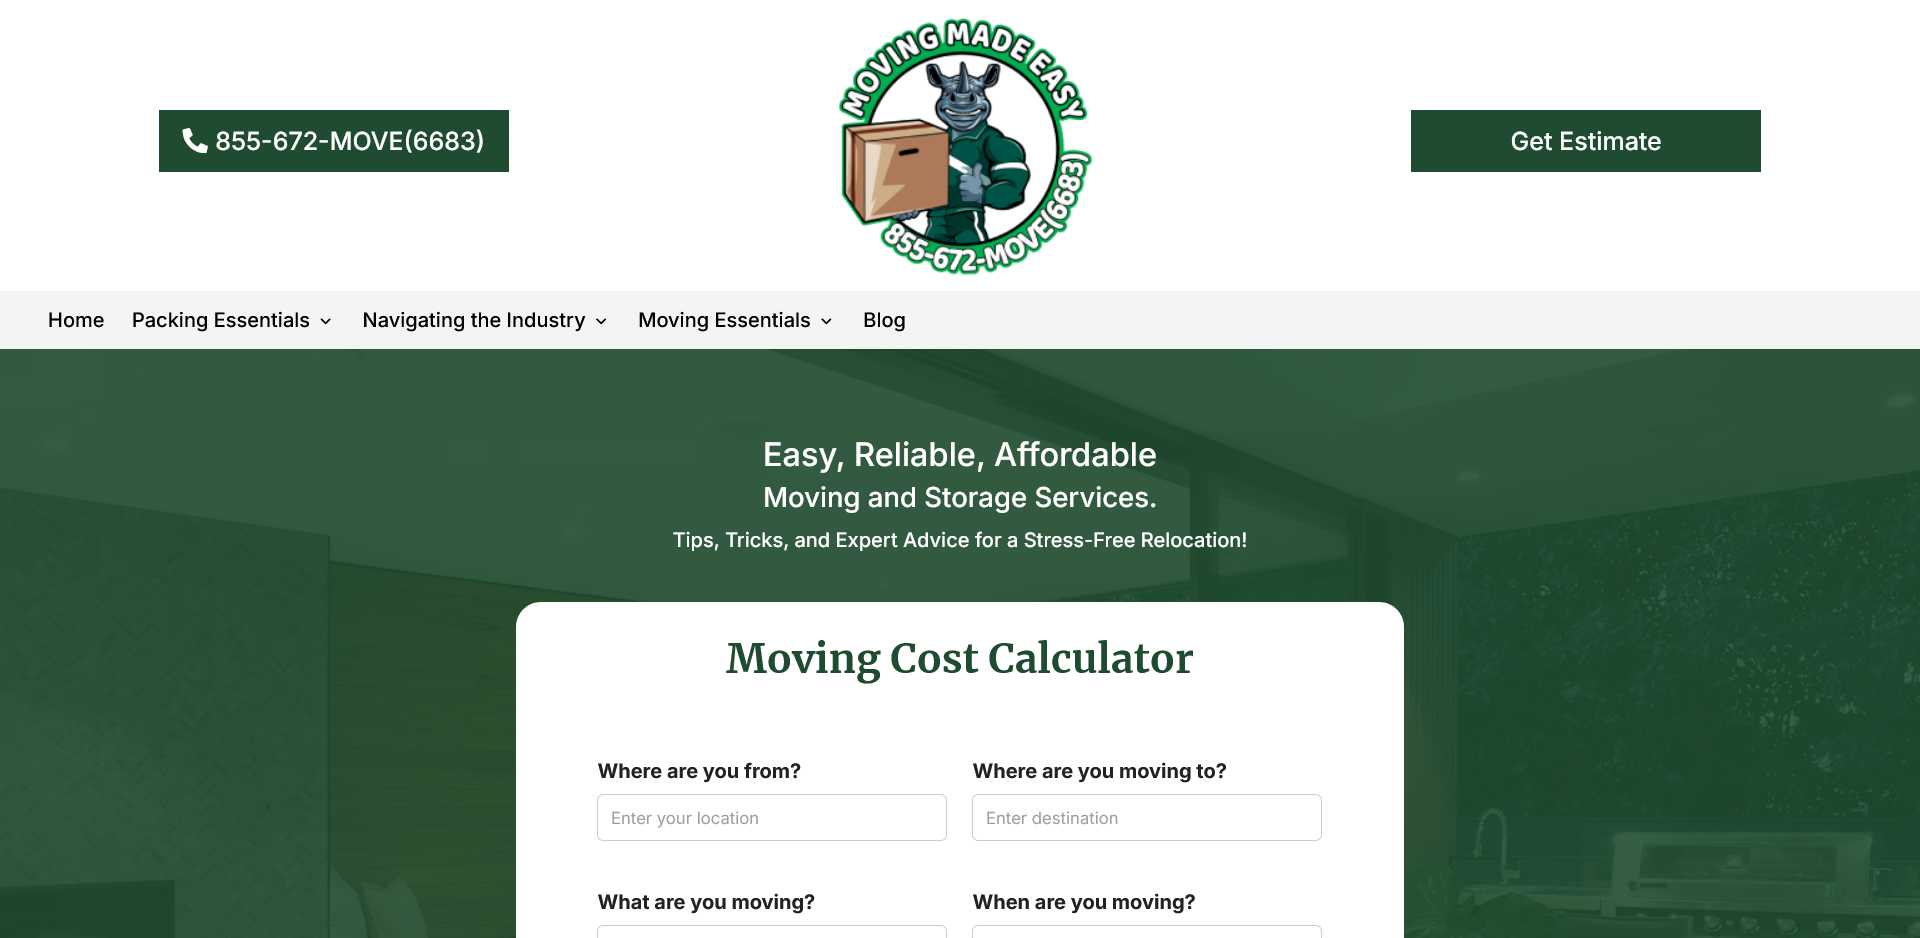 855-672-MOVE(6683)
MOVING MADE EASY
855-672-MOVE(6683)
Get Estimate
Home
Packing Essentials
Navigating the Industry
Moving Essentials
Blog
Easy, Reliable, Affordable
Moving and Storage Services.
Tips, Tricks, and Expert Advice for a Stress-Free Relocation!
Moving Cost Calculator
Where are you from?
Where are you moving to?
Enter your location
Enter destination
What are you moving?
When are you moving?